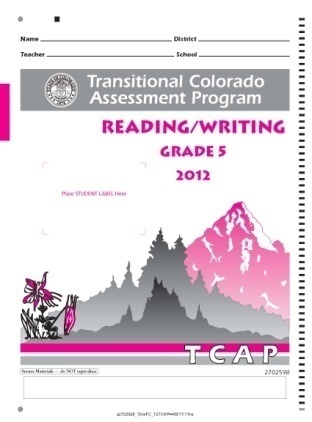 Name District
Teacher School
Transitional Colorado
Assessment Program
READING/WRITING
GRADE 5
2012
Place STUDENT LABEL Here
TCAP
Secure Materials — do NOT reproduce
2702598